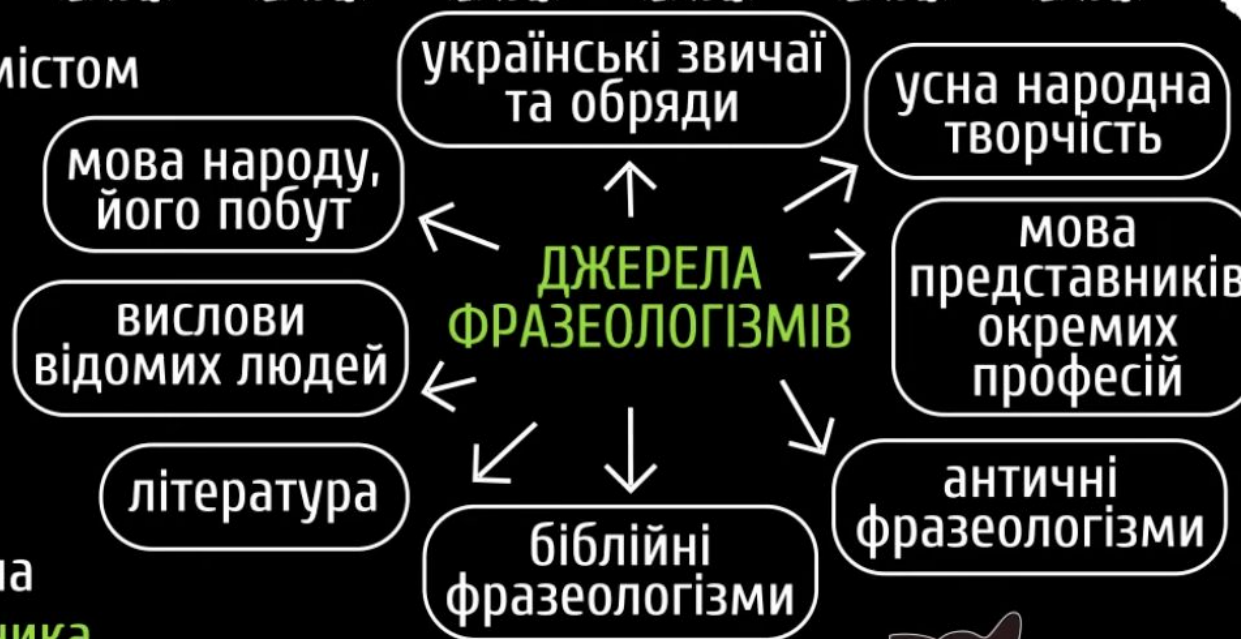 українські звичаї
та обряди
усна народна
творчість
мова народу,
його побут
мова
представників
окремих
професій
ДЖЕРЕЛА
ФРАЗЕОЛОГІЗМІВ
вислови
відомих людей
література
античні
фразеологізми
біблійні
фразеологізми